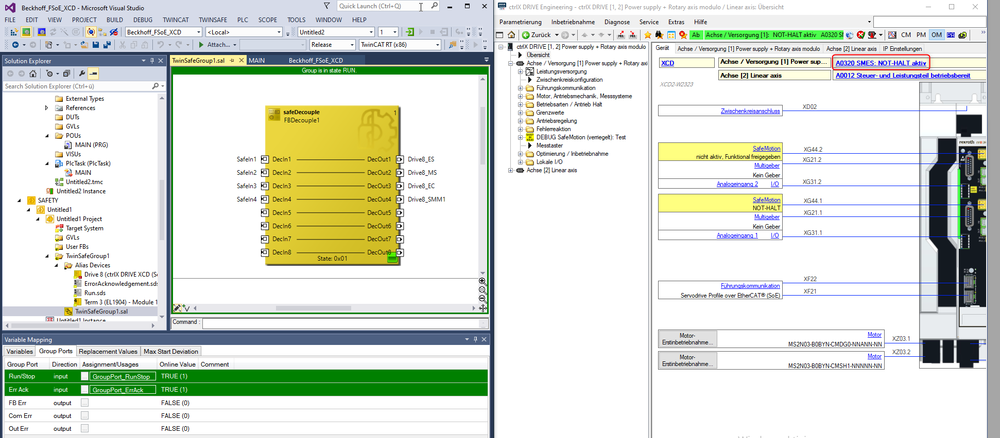 Beckhoff_FSoE_XCD - Microsoft Visual Studio
Quick Launch (Ctrl+Q)
FILE EDIT VIEW PROJECT BUILD DEBUG TWINCAT TWINSAFE PLC SCOPE TOOLS WINDOW HELP
Beckhoff_FSoE_XCD <Local> Untitled2 1
Attach... Release TwinCAT RT (x86)
Solution Explorer
Search Solution Explorer (Ctrl+ü)
External Types
References
DUTs
GVLs
POUs
MAIN (PRG)
VISUs
PlcTask (PlcTask)
MAIN
Untitled2.tmc
Untitled2 Instance
SAFETY
Untitled1
Untitled1 Project
Target System
GVLs
User FBs
TwinSafeGroup1
Alias Devices
Drive 8 (ctrlX DRIVE XCD (S
ErrorAcknowledgement.sds
Run.sds
Term 3 (EL1904) - Module 1
TwinSafeGroup1.sal
Untitled1 Instance
TwinSafeGroup1.sal MAIN Beckhoff_FSoE_XCD
Group is in state RUN.
safeDecouple 1
FBDecouple1
SafeIn1 DecIn1 DecOut1 Drive8_ES
SafeIn2 DecIn2 DecOut2 Drive8_MS
SafeIn3 DecIn3 DecOut3 Drive8_EC
SafeIn4 DecIn4 DecOut4 Drive8_SMM1
DecIn5 DecOut5
DecIn6 DecOut6
DecIn7 DecOut7
DecIn8 DecOut8
State: 0x01
Command :
Variable Mapping
Variables Group Ports Replacement Values Max Start Deviation
Group Port Direction Assignment/Usages Online Value Comment
Run/Stop input ... GroupPort_RunStop TRUE (1)
Err Ack input ... GroupPort_ErrAck TRUE (1)
FB Err output ... FALSE (0)
Com Err output ... FALSE (0)
Out Err output ... FALSE (0)
ctrlX DRIVE Engineering - ctrlX DRIVE [1, 2] Power supply + Rotary axis modulo / Linear axis: Übersicht
Parametrierung Inbetriebnahme Diagnose Service Extras Hilfe
Zurück PAR PAR Ab Achse / Versorgung [1]: NOT-HALT aktiv A0320 SM CM PM OM
ctrlX DRIVE [1, 2] Power supply + Rotary axis modulo
Übersicht
Achse / Versorgung [1] Power supply + Rotary axi
Leistungsversorgung
Zwischenkreiskonfiguration
Führungskommunikation
Motor, Antriebsmechanik, Messsysteme
Betriebsarten / Antrieb Halt
Grenzwerte
Antriebsregelung
Fehlerreaktion
DEBUG SafeMotion (verriegelt): Test
Messtaster
Optimierung / Inbetriebnahme
Lokale I/O
Achse [2] Linear axis
Gerät Achse / Versorgung [1] Power supply + Rotary axis modulo Achse [2] Linear axis IP Einstellungen
XCD Achse / Versorgung [1] Power sup... A0320 SMES: NOT-HALT aktiv
Achse [2] Linear axis A0012 Steuer- und Leistungsteil betriebsbereit
XCD2-W2323
Zwischenkreisanschluss XD02
rexroth ctrlX DR
SafeMotion XG44.2
nicht aktiv, Funktional freigegeben
Multigeber XG21.2
Kein Geber
Analogeingang 2 I/O XG31.2
SafeMotion XG44.1
NOT-HALT
Multigeber XG21.1
Kein Geber
Analogeingang 1 I/O XG31.1
Führungskommunikation XF22
Servodrive Profile over EtherCAT® (SoE) XF21
Motor-Erstinbetriebnahme... Motor XZ03.1
MS2N03-B0BYN-CMDG0-NNANN-NN
Motor-Erstinbetriebnahme... Motor XZ03.2
MS2N03-B0BYN-CMSH1-NNNNN-NN